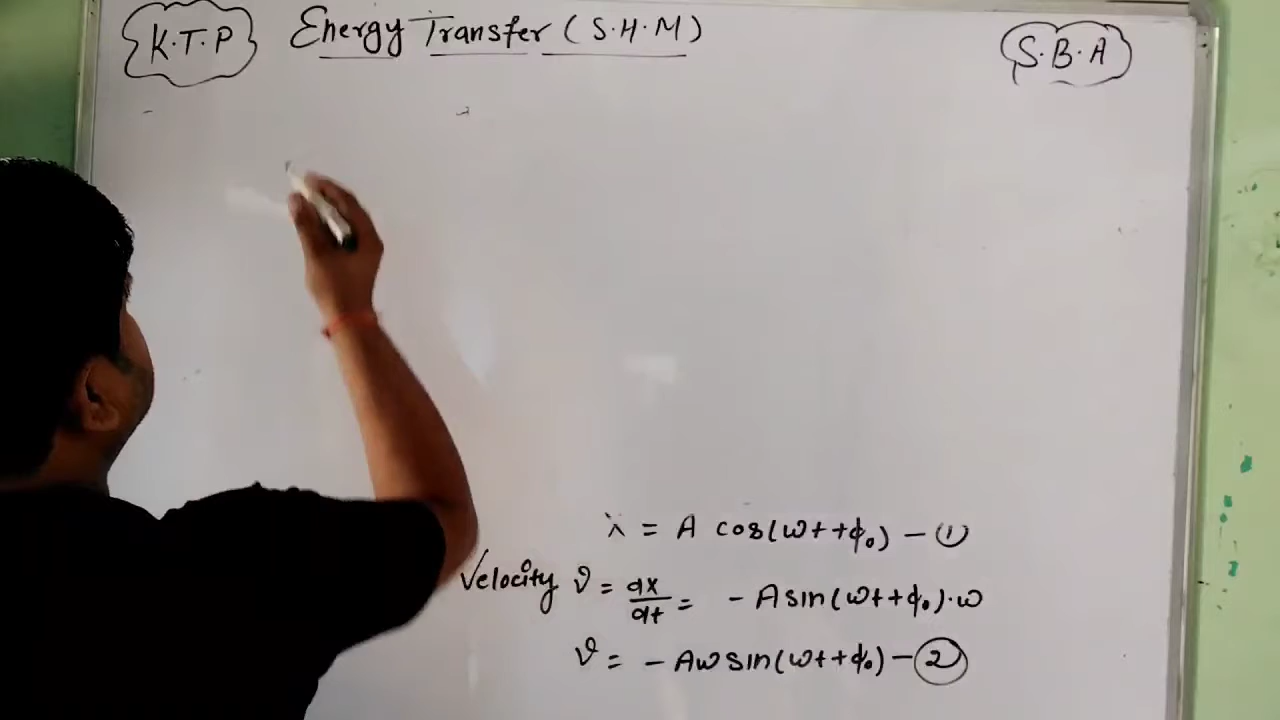 K.T.P Energy Transfer (S.H.M) S.B.A
x = A cos(ωt+ϕ₀) – ①
Velocity v = dx/dt = - A sin(ωt+ϕ₀)·ω
v = - Aω sin(ωt+ϕ₀) – ②